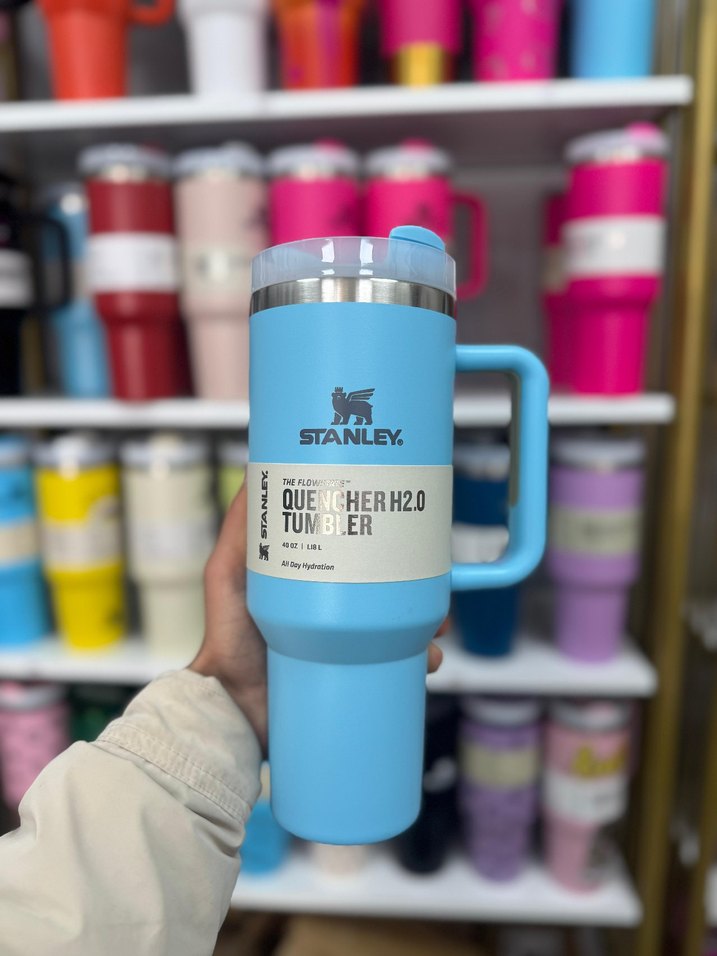 STANLEY®
STANLEY.
THE FLOWSTATE™
QUENCHER H2.0
TUMBLER
40 OZ | 1.18 L
All Day Hydration